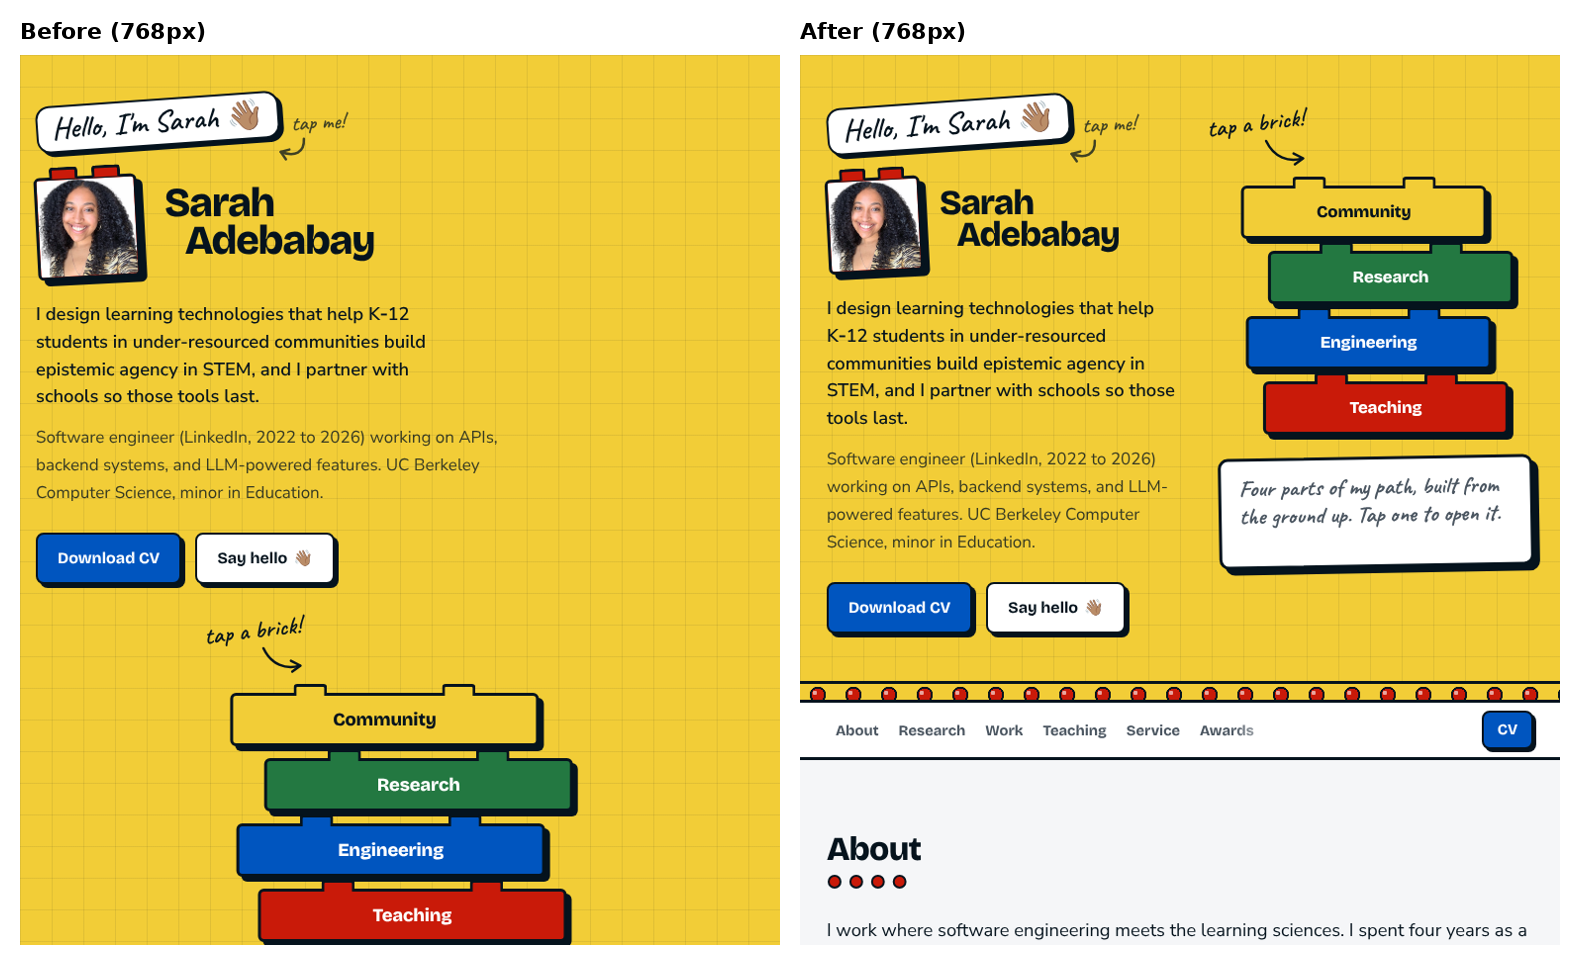 Before (768px)
Hello, I'm Sarah 👋🏽
tap me!
Sarah
Adebabay
I design learning technologies that help K-12
students in under-resourced communities build
epistemic agency in STEM, and I partner with
schools so those tools last.
Software engineer (LinkedIn, 2022 to 2026) working on APIs,
backend systems, and LLM-powered features. UC Berkeley
Computer Science, minor in Education.
Download CV
Say hello 👋🏽
tap a brick!
Community
Research
Engineering
Teaching
After (768px)
Hello, I'm Sarah 👋🏽
tap me!
Sarah
Adebabay
I design learning technologies that help
K-12 students in under-resourced
communities build epistemic agency in
STEM, and I partner with schools so those
tools last.
Software engineer (LinkedIn, 2022 to 2026)
working on APIs, backend systems, and LLM-
powered features. UC Berkeley Computer
Science, minor in Education.
Download CV
Say hello 👋🏽
tap a brick!
Community
Research
Engineering
Teaching
Four parts of my path, built from
the ground up. Tap one to open it.
About Research Work Teaching Service Awards CV
About
I work where software engineering meets the learning sciences. I spent four years as a